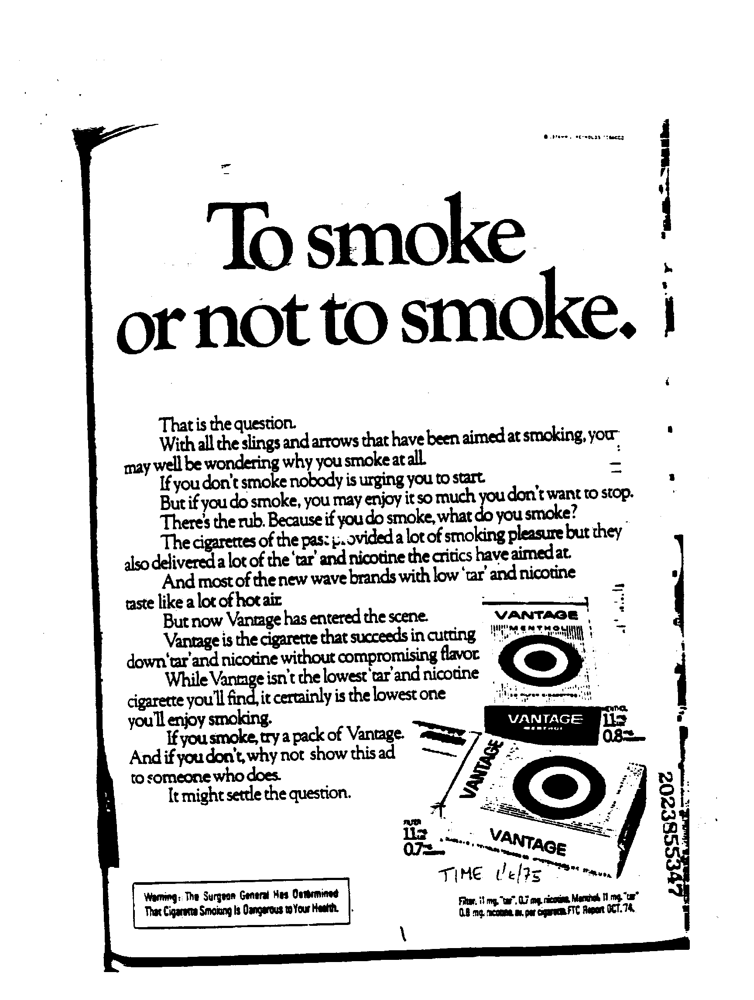 To smoke
or not to smoke.
That is the question.
With all the slings and arrows that have been aimed at smoking, you
may well be wondering why you smoke at all.
If you don't smoke nobody is urging you to start.
But if you do smoke, you may enjoy it so much you don't want to stop.
There's the rub. Because if you do smoke, what do you smoke?
The cigarettes of the past provided a lot of smoking pleasure but they
also delivered a lot of the 'tar' and nicotine the critics have aimed at.
And most of the new wave brands with low 'tar' and nicotine
taste like a lot of hot air.
But now Vantage has entered the scene.
Vantage is the cigarette that succeeds in cutting
down 'tar' and nicotine without compromising flavor.
While Vantage isn't the lowest 'tar' and nicotine
cigarette you'll find, it certainly is the lowest one
you'll enjoy smoking.
If you smoke, try a pack of Vantage.
And if you don't, why not show this ad
to someone who does.
It might settle the question.
VANTAGE
MENTHOL
VANTAGE
MENTHOL
MENTHOL
11
0.8
VANTAGE
VANTAGE
FILTER
11
0.7
TIME
Warning: The Surgeon General Has Determined
That Cigarette Smoking Is Dangerous to Your Health.
Filter, 11 mg. "tar", 0.7 mg. nicotine, Menthol, 11 mg. "tar"
0.8 mg. nicotine, av. per cigarette, FTC Report OCT. '74.
2023855347